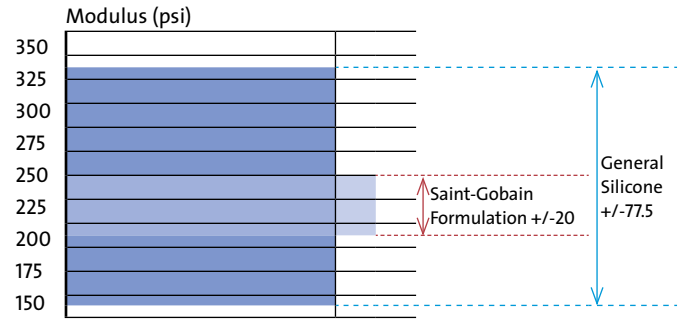 Modulus (psi)
350
325
300
275
250
225
200
175
150
Saint-Gobain
Formulation +/-20
General
Silicone
+/-77.5